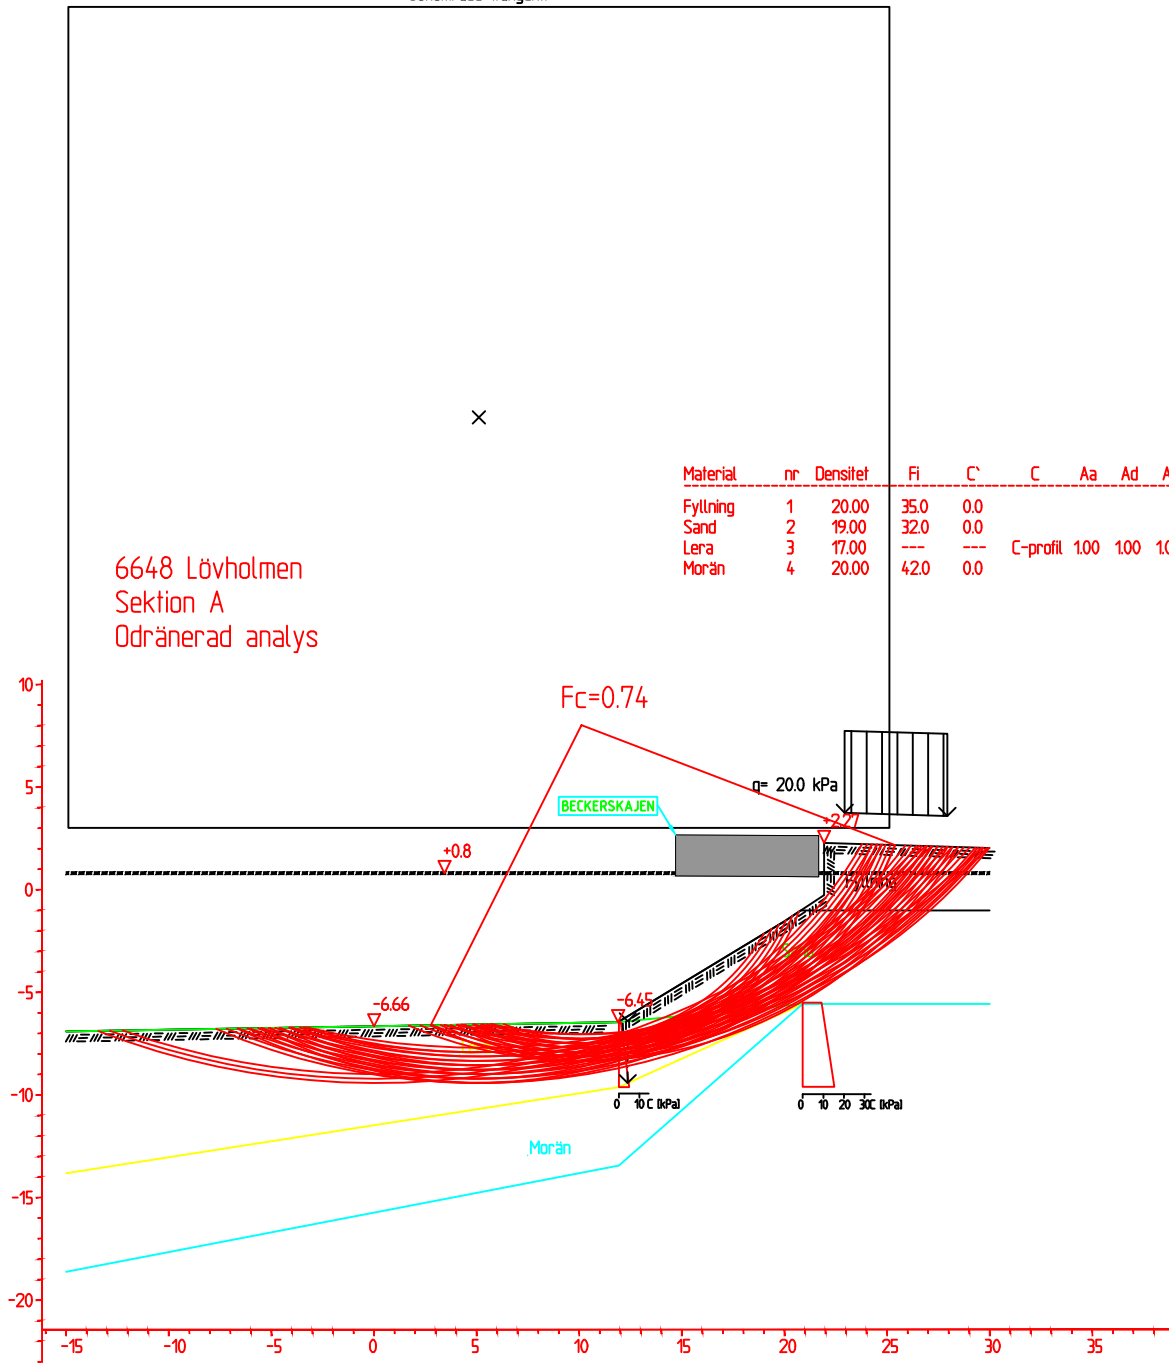 Material nr Densitet Fi C` C Aa Ad
Fyllning 1 20.00 35.0 0.0
Sand 2 19.00 32.0 0.0
Lera 3 17.00 --- --- C-profil 1.00 1.00
Morän 4 20.00 42.0 0.0
6648 Lövholmen
Sektion A
Odränerad analys
10
Fc=0.74
5
q= 20.0 kPa
BECKERSKAJEN
+2.27
+0.8
0
Fyllning
-5
-6.66
-6.45
-10
0 10 C [kPa]
0 10 20 30C [kPa]
Morän
-15
-20
-15 -10 -5 0 5 10 15 20 25 30 35